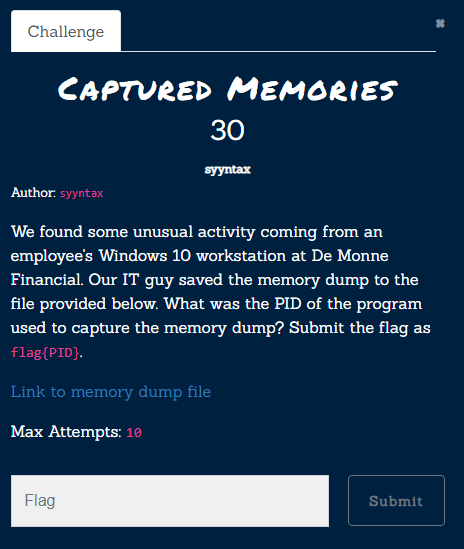 Challenge
✖
Captured Memories
30
syyntax
Author: syyntax
We found some unusual activity coming from an
employee's Windows 10 workstation at De Monne
Financial. Our IT guy saved the memory dump to the
file provided below. What was the PID of the program
used to capture the memory dump? Submit the flag as
flag{PID}.
Link to memory dump file
Max Attempts: 10
Flag
Submit